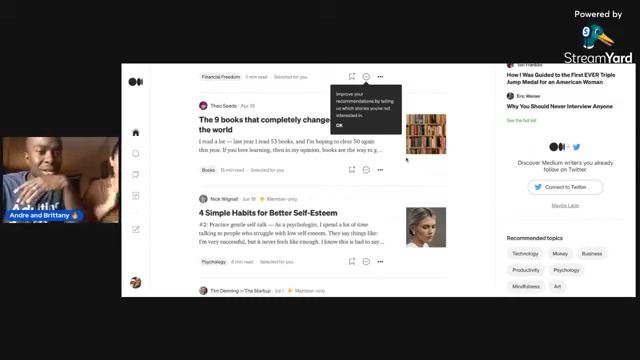 Powered by
StreamYard
Financial Freedom
5 min read
Selected for you
Improve your
recommendations by telling
us which stories you're not
interested in.
OK
Theo Seeds · Apr 18
The 9 books that completely change
the world
I read a lot — last year I read 53 books, and I'm hoping to clear 50 again
this year. If you love learning, then in my opinion, books are the way to g...
Books
15 min read
Selected for you
Nick Wignall · Jun 18
Member-only
4 Simple Habits for Better Self-Esteem
#2: Practice gentle self-talk — As a psychologist, I spend a lot of time
talking to people who struggle with low self-esteem. They say things like:
I'm very successful, but it never feels like enough. I know this is bad to say...
Psychology
6 min read
Selected for you
Tim Denning in The Startup · Jul 1
Member-only
How I Was Guided to the First EVER Triple
Jump Medal for an American Woman
Eric Weiner
Why You Should Never Interview Anyone
See the full list
Discover Medium writers you already
follow on Twitter.
Connect to Twitter
Maybe Later
Recommended topics
Technology
Money
Business
Productivity
Psychology
Mindfulness
Art
Andre and Brittany